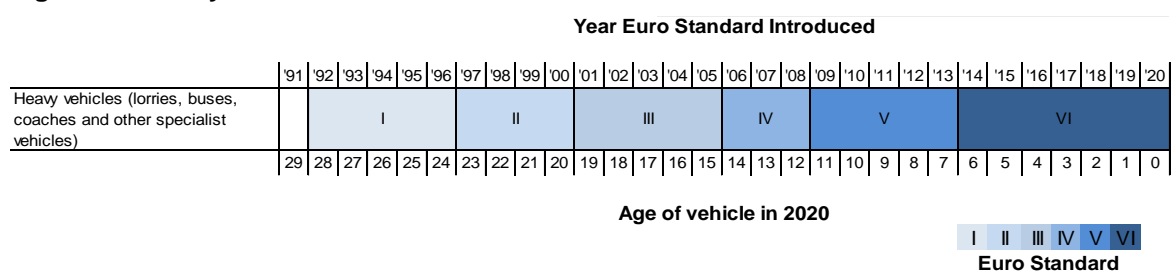 Year Euro Standard Introduced
'91 '92 '93 '94 '95 '96 '97 '98 '99 '00 '01 '02 '03 '04 '05 '06 '07 '08 '09 '10 '11 '12 '13 '14 '15 '16 '17 '18 '19 '20
Heavy vehicles (lorries, buses,
coaches and other specialist
vehicles)
I II III IV V VI
29 28 27 26 25 24 23 22 21 20 19 18 17 16 15 14 13 12 11 10 9 8 7 6 5 4 3 2 1 0
Age of vehicle in 2020
I II III IV V VI
Euro Standard